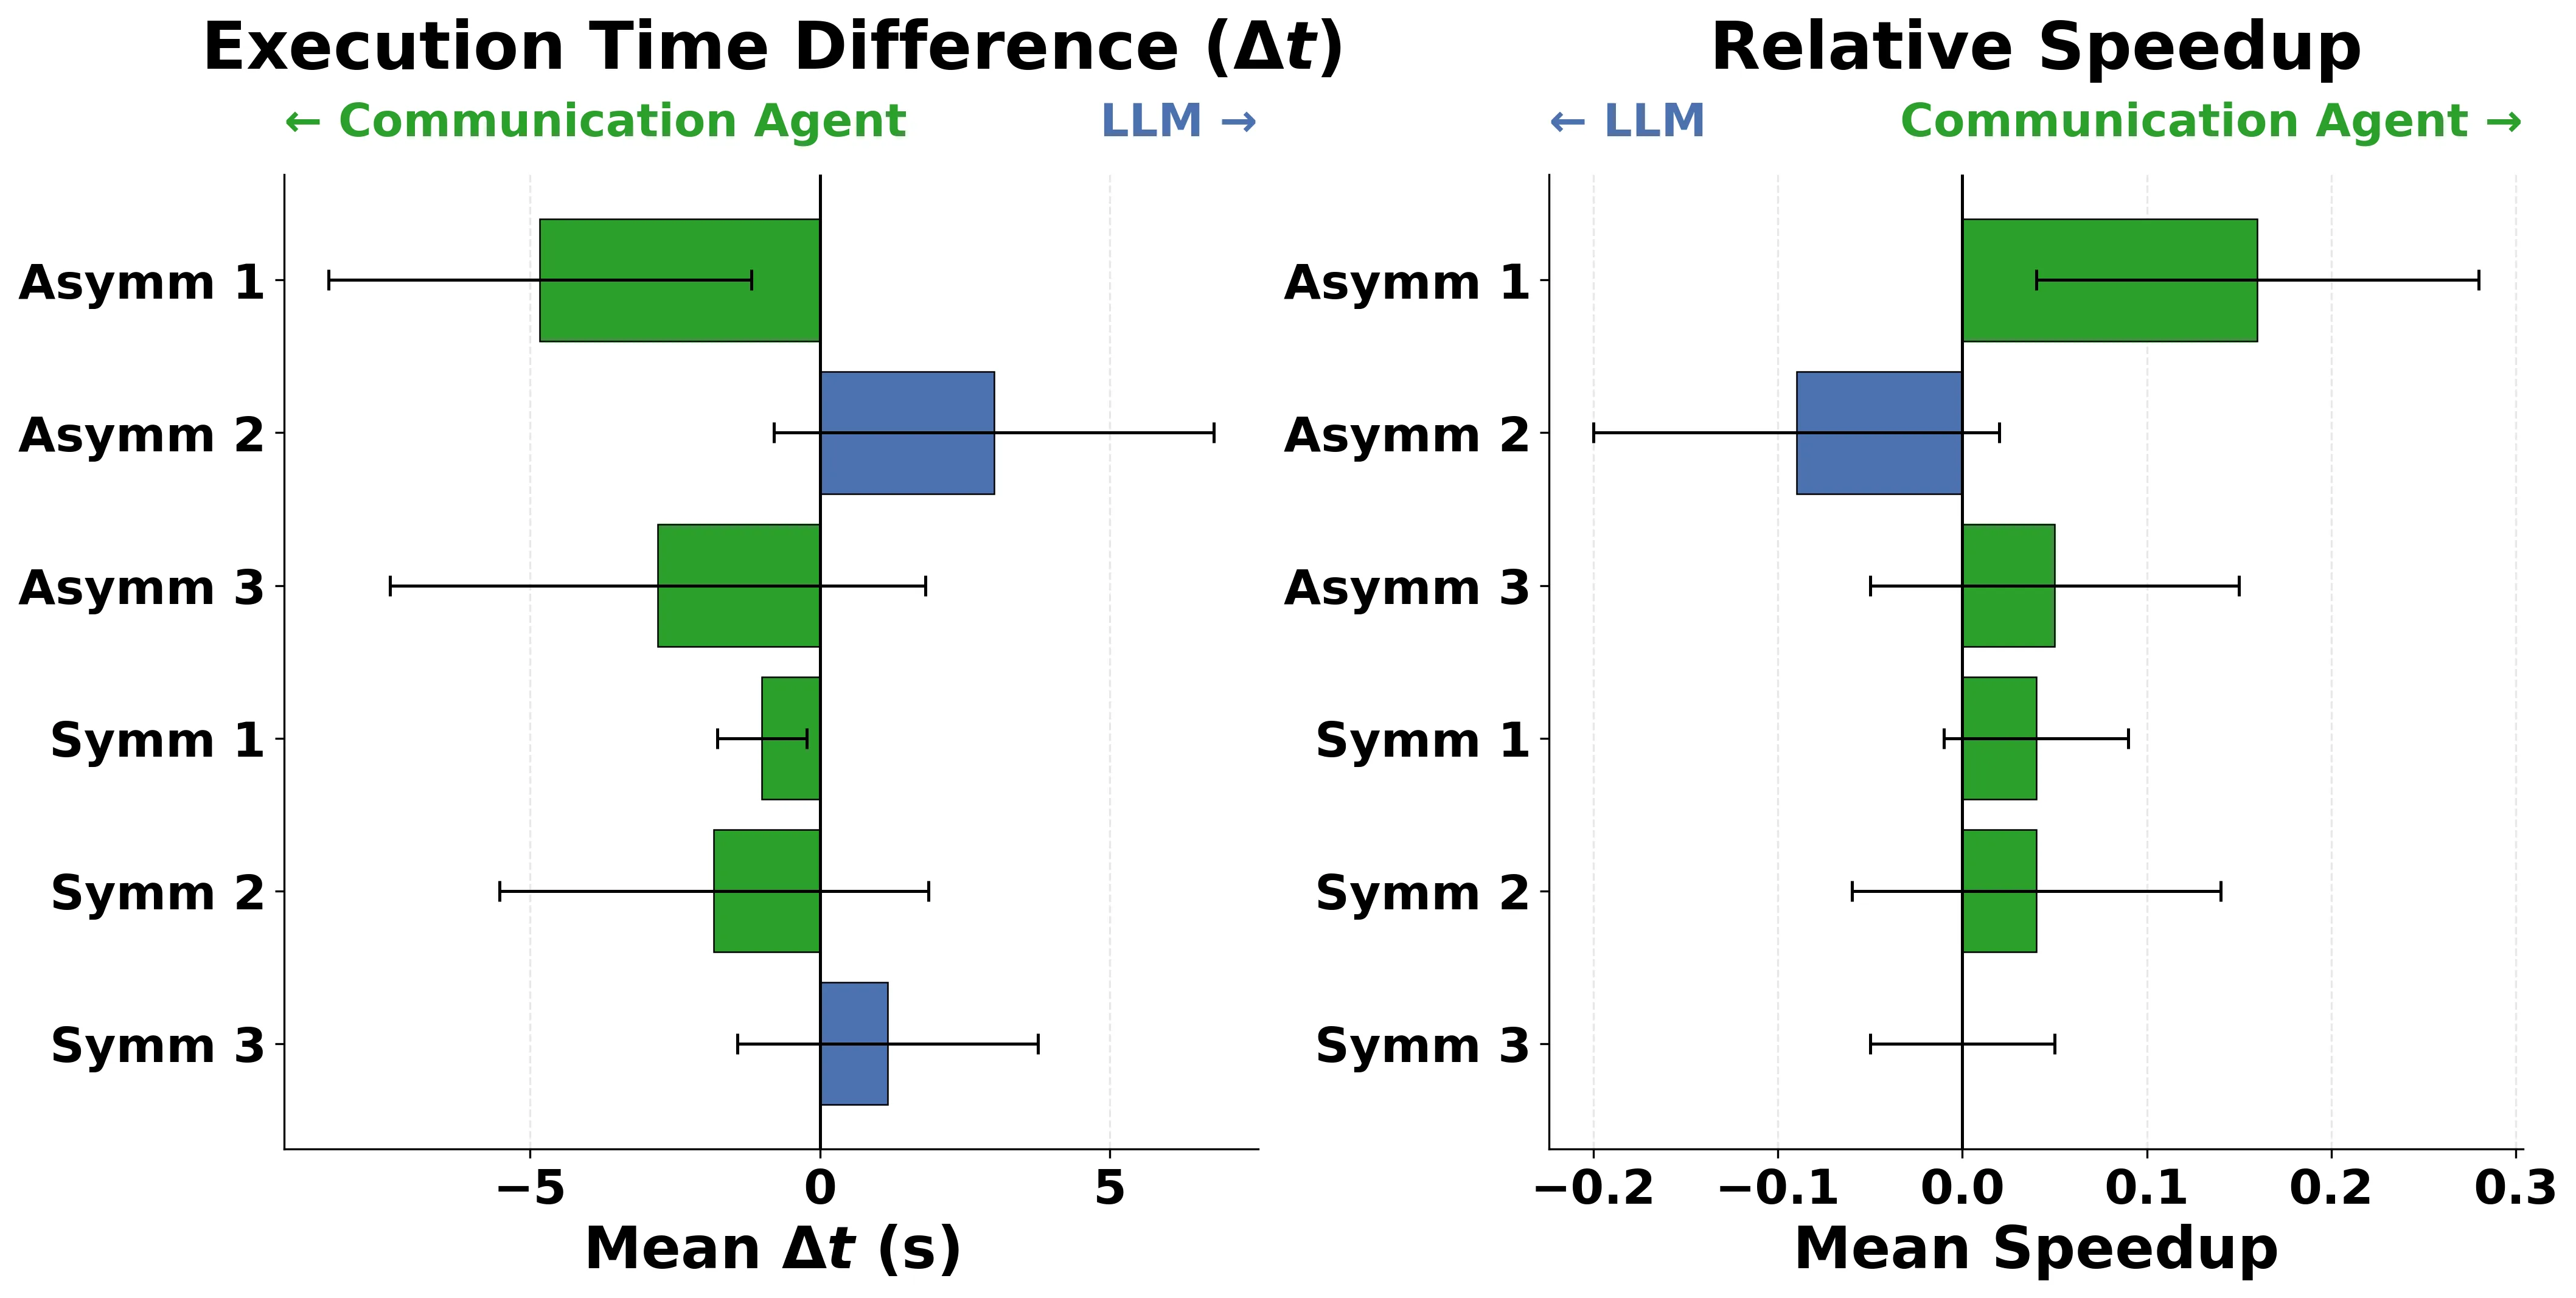 Execution Time Difference (Δt)
← Communication Agent
LLM →
Asymm 1
Asymm 2
Asymm 3
Symm 1
Symm 2
Symm 3
−5
0
5
Mean Δt (s)
Relative Speedup
← LLM
Communication Agent →
Asymm 1
Asymm 2
Asymm 3
Symm 1
Symm 2
Symm 3
−0.2
−0.1
0.0
0.1
0.2
0.3
Mean Speedup